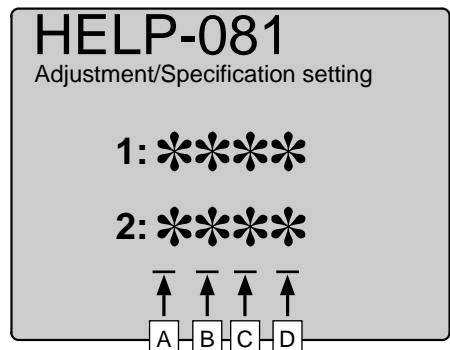 HELP-081
Adjustment/Specification setting
1: ****
2: ****
A B C D